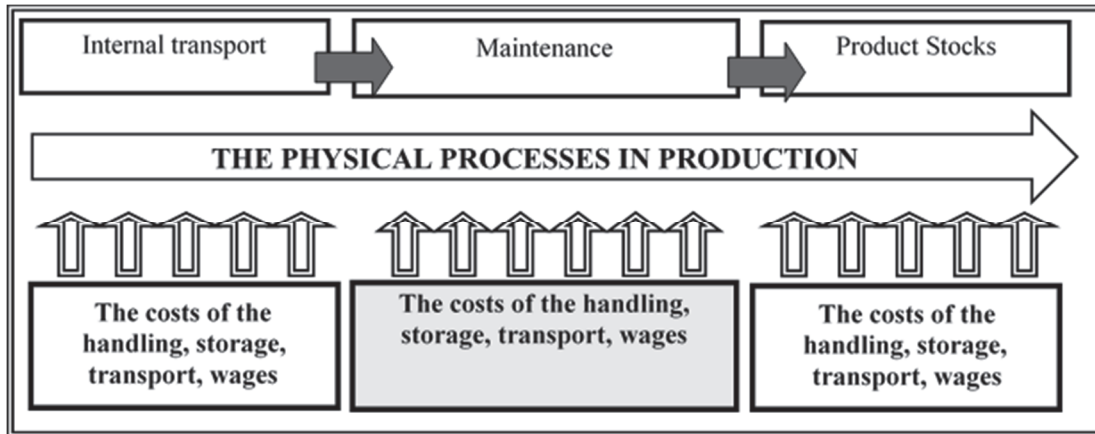 Internal transport
Maintenance
Product Stocks
THE PHYSICAL PROCESSES IN PRODUCTION
The costs of the
handling, storage,
transport, wages
The costs of the handling,
storage, transport, wages
The costs of the
handling, storage,
transport, wages